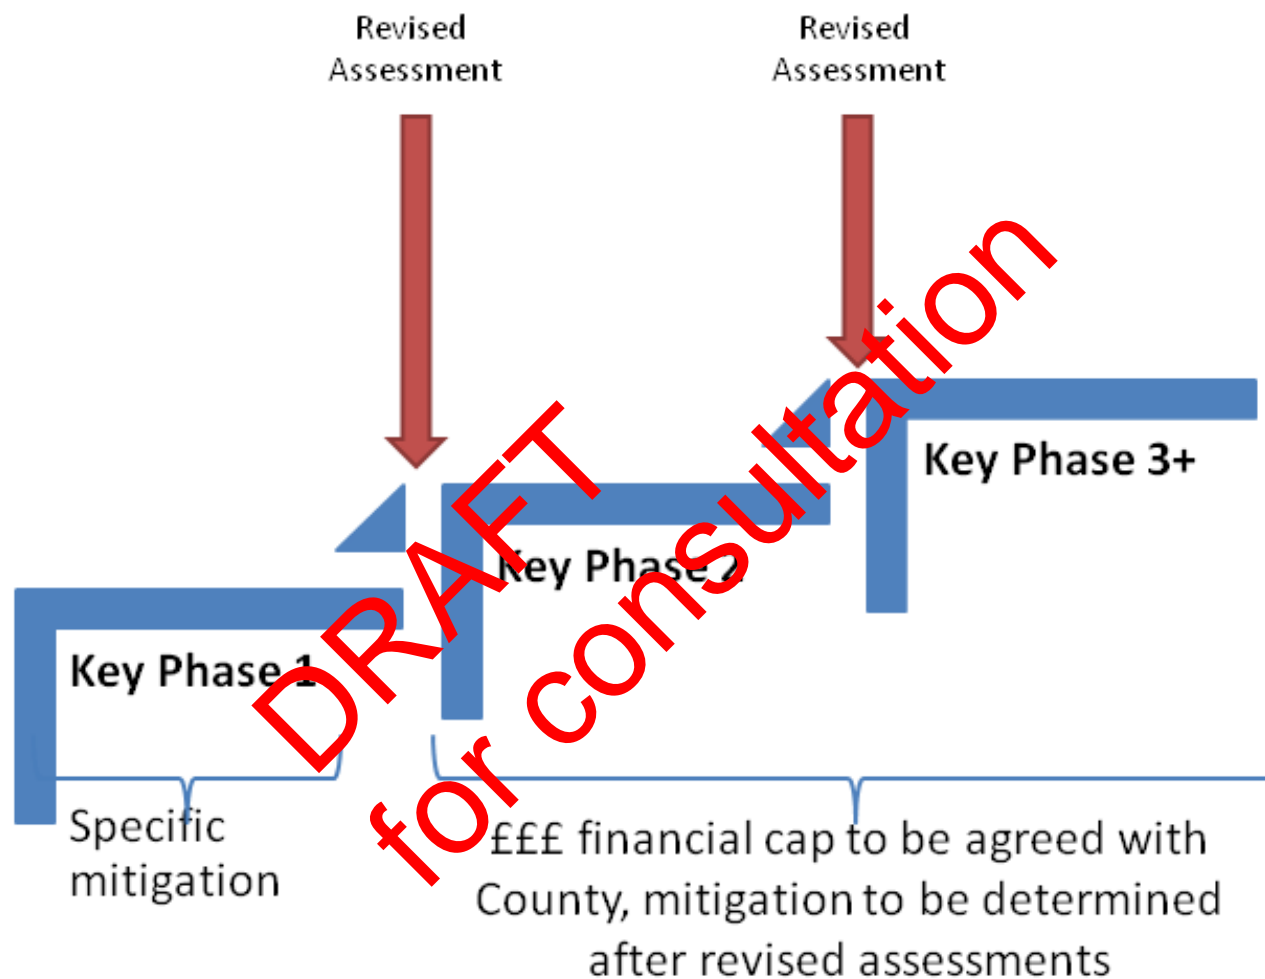 Revised
Assessment
Revised
Assessment
Key Phase 3+
Key Phase 2
Key Phase 1
DRAFT
for consultation
Specific
mitigation
£££ financial cap to be agreed with
County, mitigation to be determined
after revised assessments